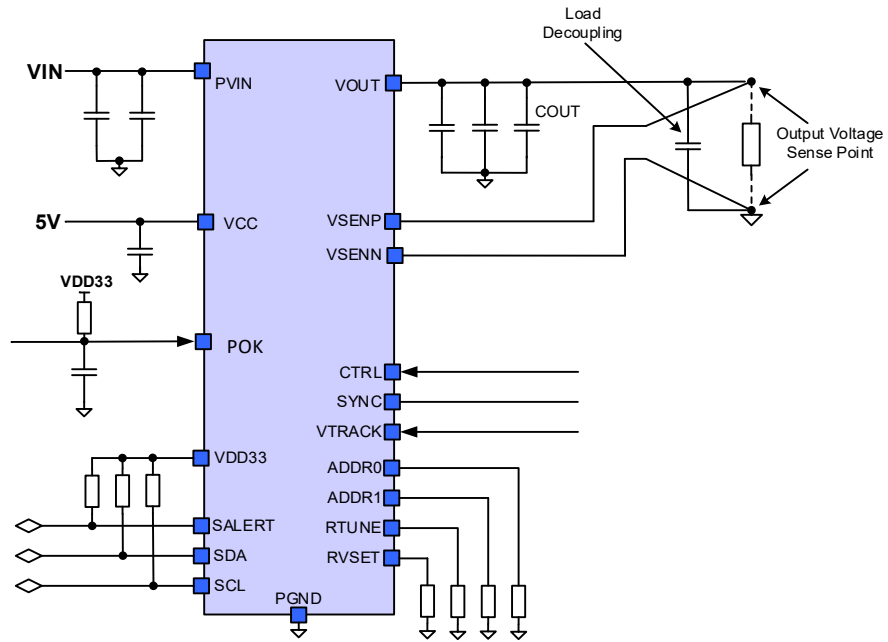 Load
Decoupling
VIN
PVIN
VOUT
COUT
Output Voltage
Sense Point
5V
VCC
VSENP
VSENN
VDD33
POK
CTRL
SYNC
VTRACK
VDD33
ADDR0
ADDR1
SALERT
RTUNE
SDA
RVSET
SCL
PGND